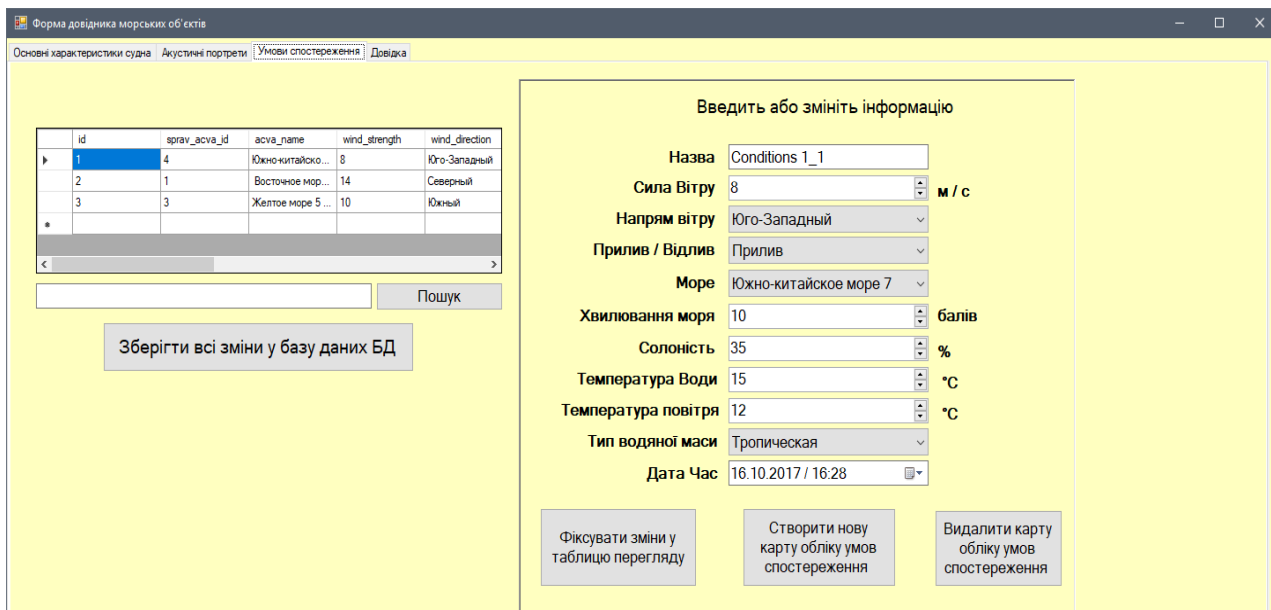 Форма довідника морських об'єктів
Основні характеристики судна Акустичні портрети Умови спостереження Довідка
id sprav_acva_id acva_name wind_strength wind_direction
1 4 Южно-китайско... 8 Юго-Западный
2 1 Восточное мор... 14 Северный
3 3 Желтое море 5 ... 10 Южный
Пошук
Зберігти всі зміни у базу даних БД
Введить або змініть інформацію
Назва Conditions 1_1
Сила Вітру 8 м / с
Напрям вітру Юго-Западный
Прилив / Відлив Прилив
Море Южно-китайское море 7
Хвилювання моря 10 балів
Солоність 35 %
Температура Води 15 °C
Температура повітря 12 °C
Тип водяної маси Тропическая
Дата Час 16.10.2017 / 16:28
Фіксувати зміни у
таблицю перегляду
Створити нову
карту обліку умов
спостереження
Видалити карту
обліку умов
спостереження